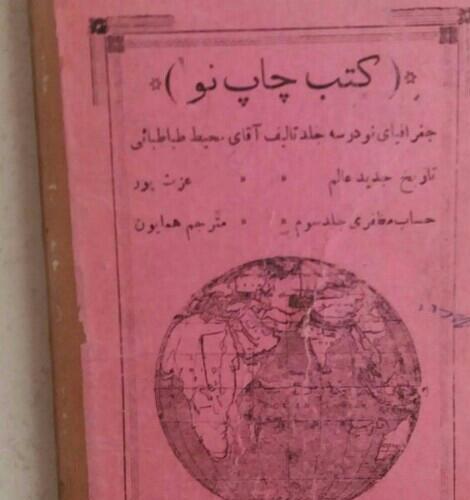 ( کتب چاپ نو )
جغرافیای نو در سه جلد تالیف آقای محیط طباطبائی
تاریخ جدید عالم » » عزت پور
حساب مظفری جلد سوم » » مترجم همایون